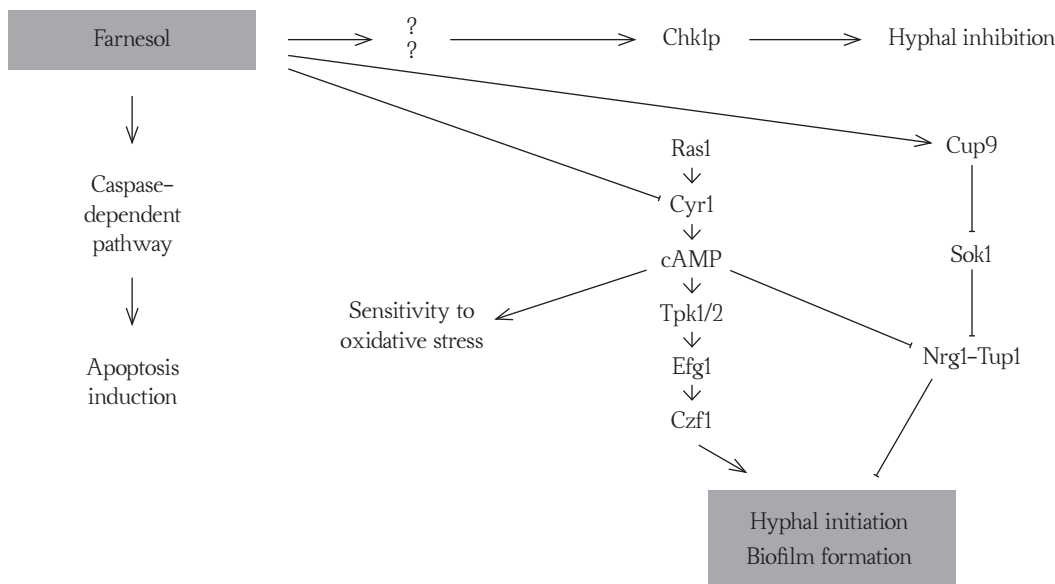 Farnesol
?
?
Chk1p
Hyphal inhibition
Cup9
Ras1
Caspase–
dependent
pathway
Cyr1
Sok1
cAMP
Sensitivity to
oxidative stress
Tpk1/2
Nrg1–Tup1
Apoptosis
induction
Efg1
Czf1
Hyphal initiation
Biofilm formation